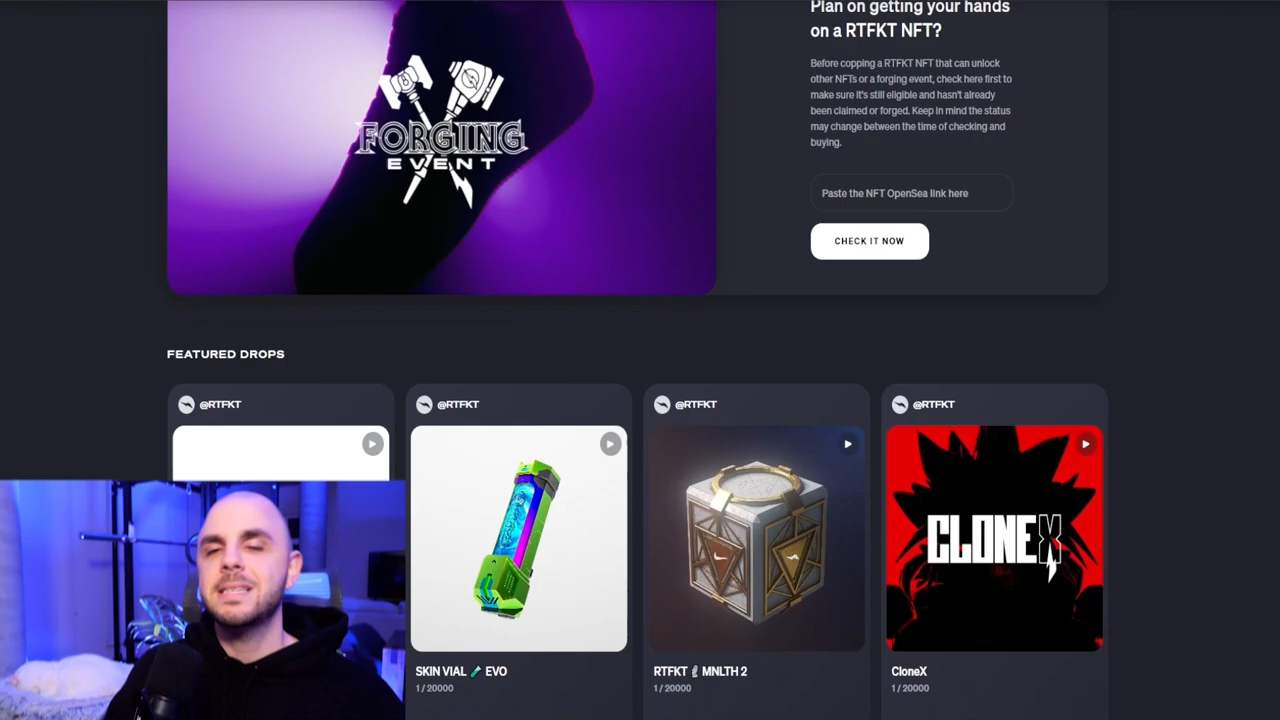 Plan on getting your hands
on a RTFKT NFT?
Before copping a RTFKT NFT that can unlock
other NFTs or a forging event, check here first to
make sure it's still eligible and hasn't already
been claimed or forged. Keep in mind the status
may change between the time of checking and
buying.
Paste the NFT OpenSea link here
CHECK IT NOW
FORGING
EVENT
FEATURED DROPS
@RTFKT
@RTFKT
@RTFKT
@RTFKT
CLONEX
SKIN VIAL 🧪 EVO
1 / 20000
RTFKT MNLTH 2
1 / 20000
CloneX
1 / 20000